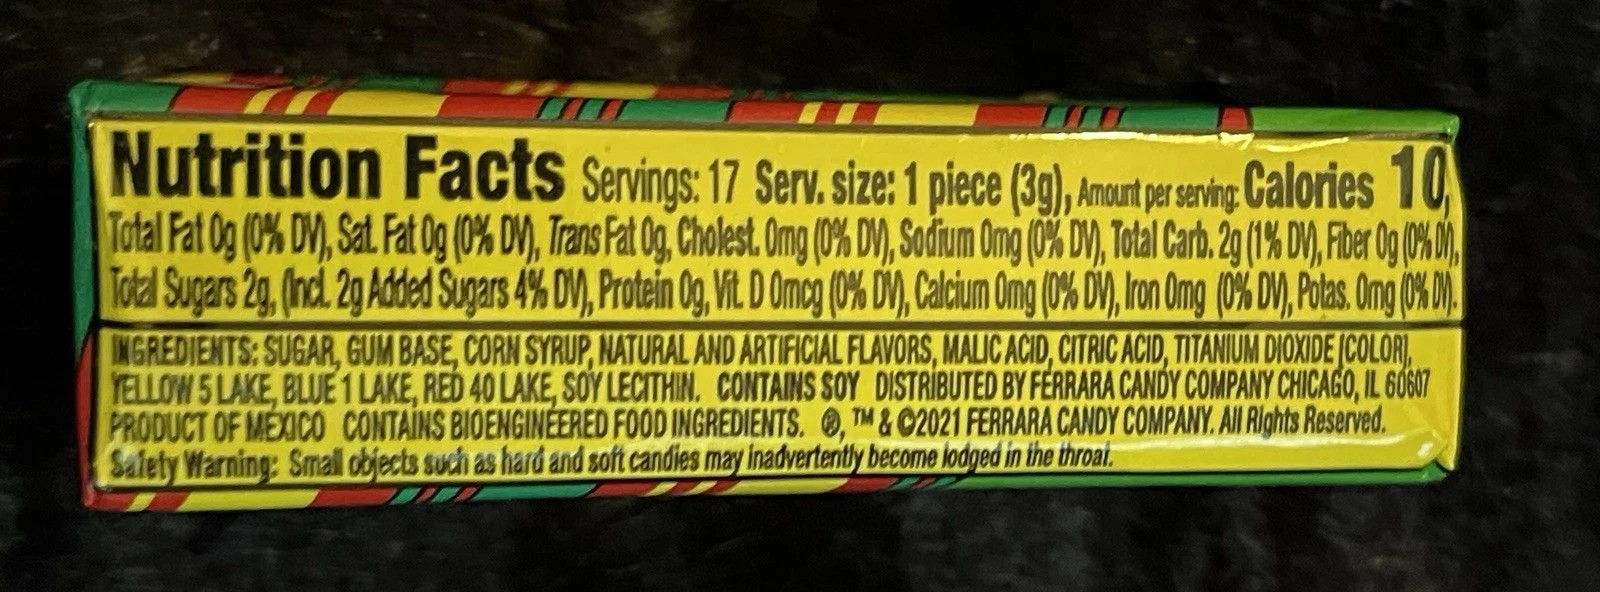 Nutrition Facts Servings: 17 Serv. size: 1 piece (3g), Amount per serving: Calories 10,
Total Fat 0g (0% DV), Sat. Fat 0g (0% DV), Trans Fat 0g, Cholest. 0mg (0% DV), Sodium 0mg (0% DV), Total Carb. 2g (1% DV), Fiber 0g (0% DV),
Total Sugars 2g, (Incl. 2g Added Sugars 4% DV), Protein 0g, Vit. D 0mcg (0% DV), Calcium 0mg (0% DV), Iron 0mg (0% DV), Potas. 0mg (0% DV).
INGREDIENTS: SUGAR, GUM BASE, CORN SYRUP, NATURAL AND ARTIFICIAL FLAVORS, MALIC ACID, CITRIC ACID, TITANIUM DIOXIDE [COLOR],
YELLOW 5 LAKE, BLUE 1 LAKE, RED 40 LAKE, SOY LECITHIN. CONTAINS SOY DISTRIBUTED BY FERRARA CANDY COMPANY CHICAGO, IL 60607
PRODUCT OF MEXICO CONTAINS BIOENGINEERED FOOD INGREDIENTS. ®, ™ & ©2021 FERRARA CANDY COMPANY. All Rights Reserved.
Safety Warning: Small objects such as hard and soft candies may inadvertently become lodged in the throat.